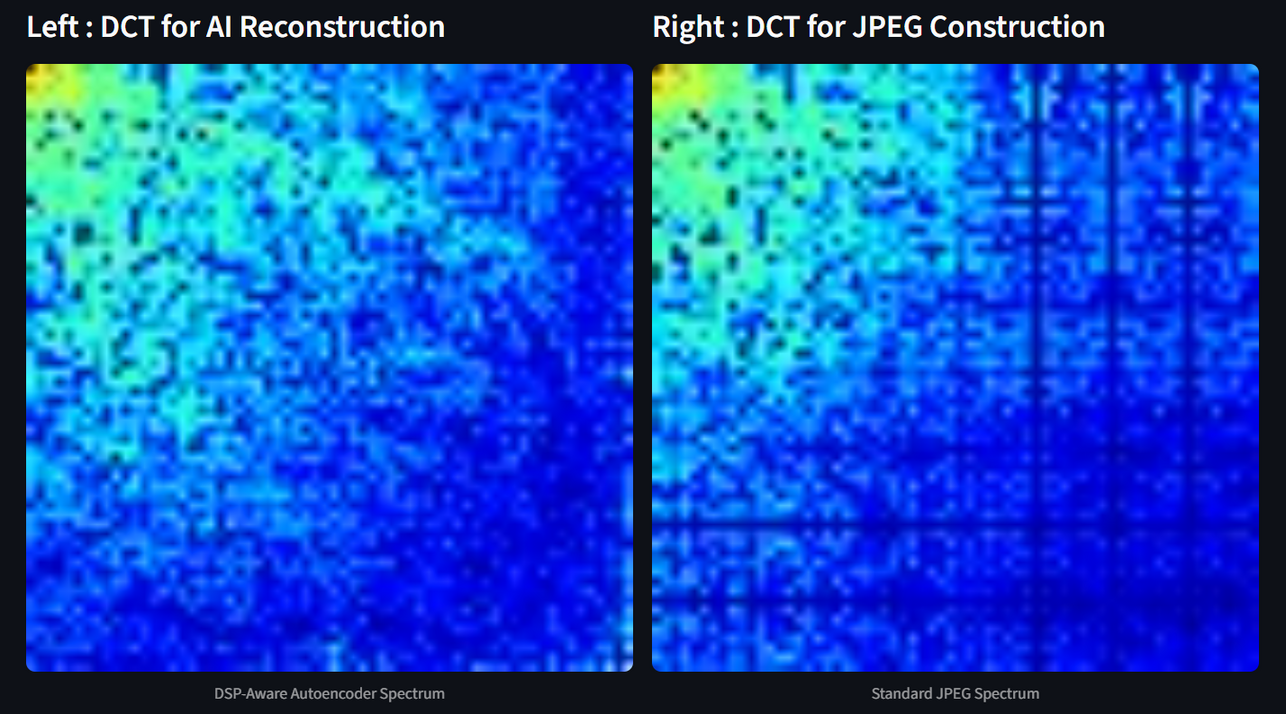 Left : DCT for AI Reconstruction
Right : DCT for JPEG Construction
DSP-Aware Autoencoder Spectrum
Standard JPEG Spectrum